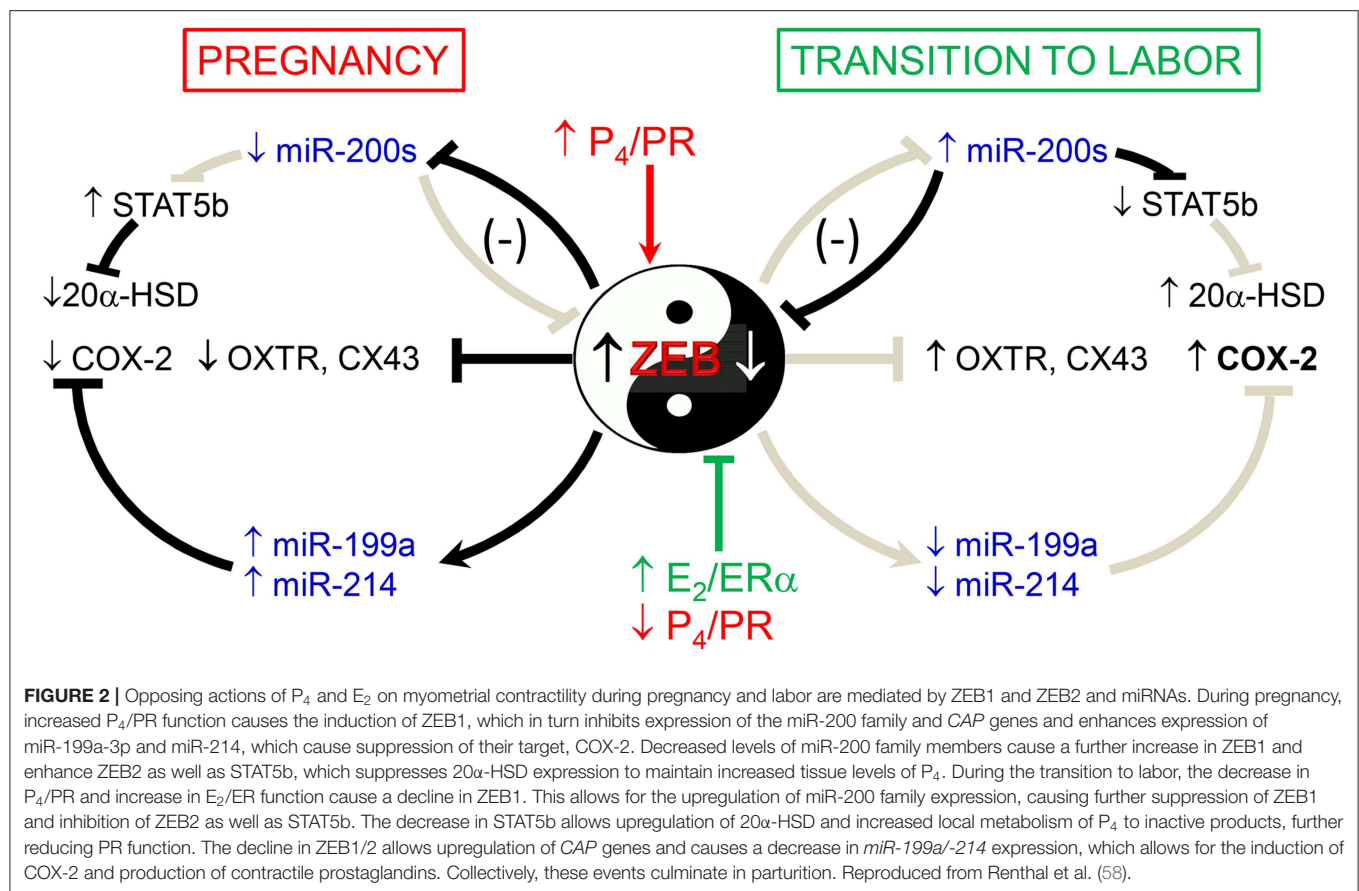 PREGNANCY
TRANSITION TO LABOR
↓ miR-200s
↑ P₄/PR
↑ miR-200s
↑ STAT5b
↓ STAT5b
(-)
(-)
↓20α-HSD
↑ 20α-HSD
↓ COX-2 ↓ OXTR, CX43
↑ ZEB ↓
↑ OXTR, CX43 ↑ COX-2
↑ miR-199a
↑ miR-214
↑ E₂/ERα
↓ P₄/PR
↓ miR-199a
↓ miR-214
FIGURE 2 | Opposing actions of P₄ and E₂ on myometrial contractility during pregnancy and labor are mediated by ZEB1 and ZEB2 and miRNAs. During pregnancy,
increased P₄/PR function causes the induction of ZEB1, which in turn inhibits expression of the miR-200 family and CAP genes and enhances expression of
miR-199a-3p and miR-214, which cause suppression of their target, COX-2. Decreased levels of miR-200 family members cause a further increase in ZEB1 and
enhance ZEB2 as well as STAT5b, which suppresses 20α-HSD expression to maintain increased tissue levels of P₄. During the transition to labor, the decrease in
P₄/PR and increase in E₂/ER function cause a decline in ZEB1. This allows for the upregulation of miR-200 family expression, causing further suppression of ZEB1
and inhibition of ZEB2 as well as STAT5b. The decrease in STAT5b allows upregulation of 20α-HSD and increased local metabolism of P₄ to inactive products, further
reducing PR function. The decline in ZEB1/2 allows upregulation of CAP genes and causes a decrease in miR-199a/-214 expression, which allows for the induction of
COX-2 and production of contractile prostaglandins. Collectively, these events culminate in parturition. Reproduced from Renthal et al. (58).